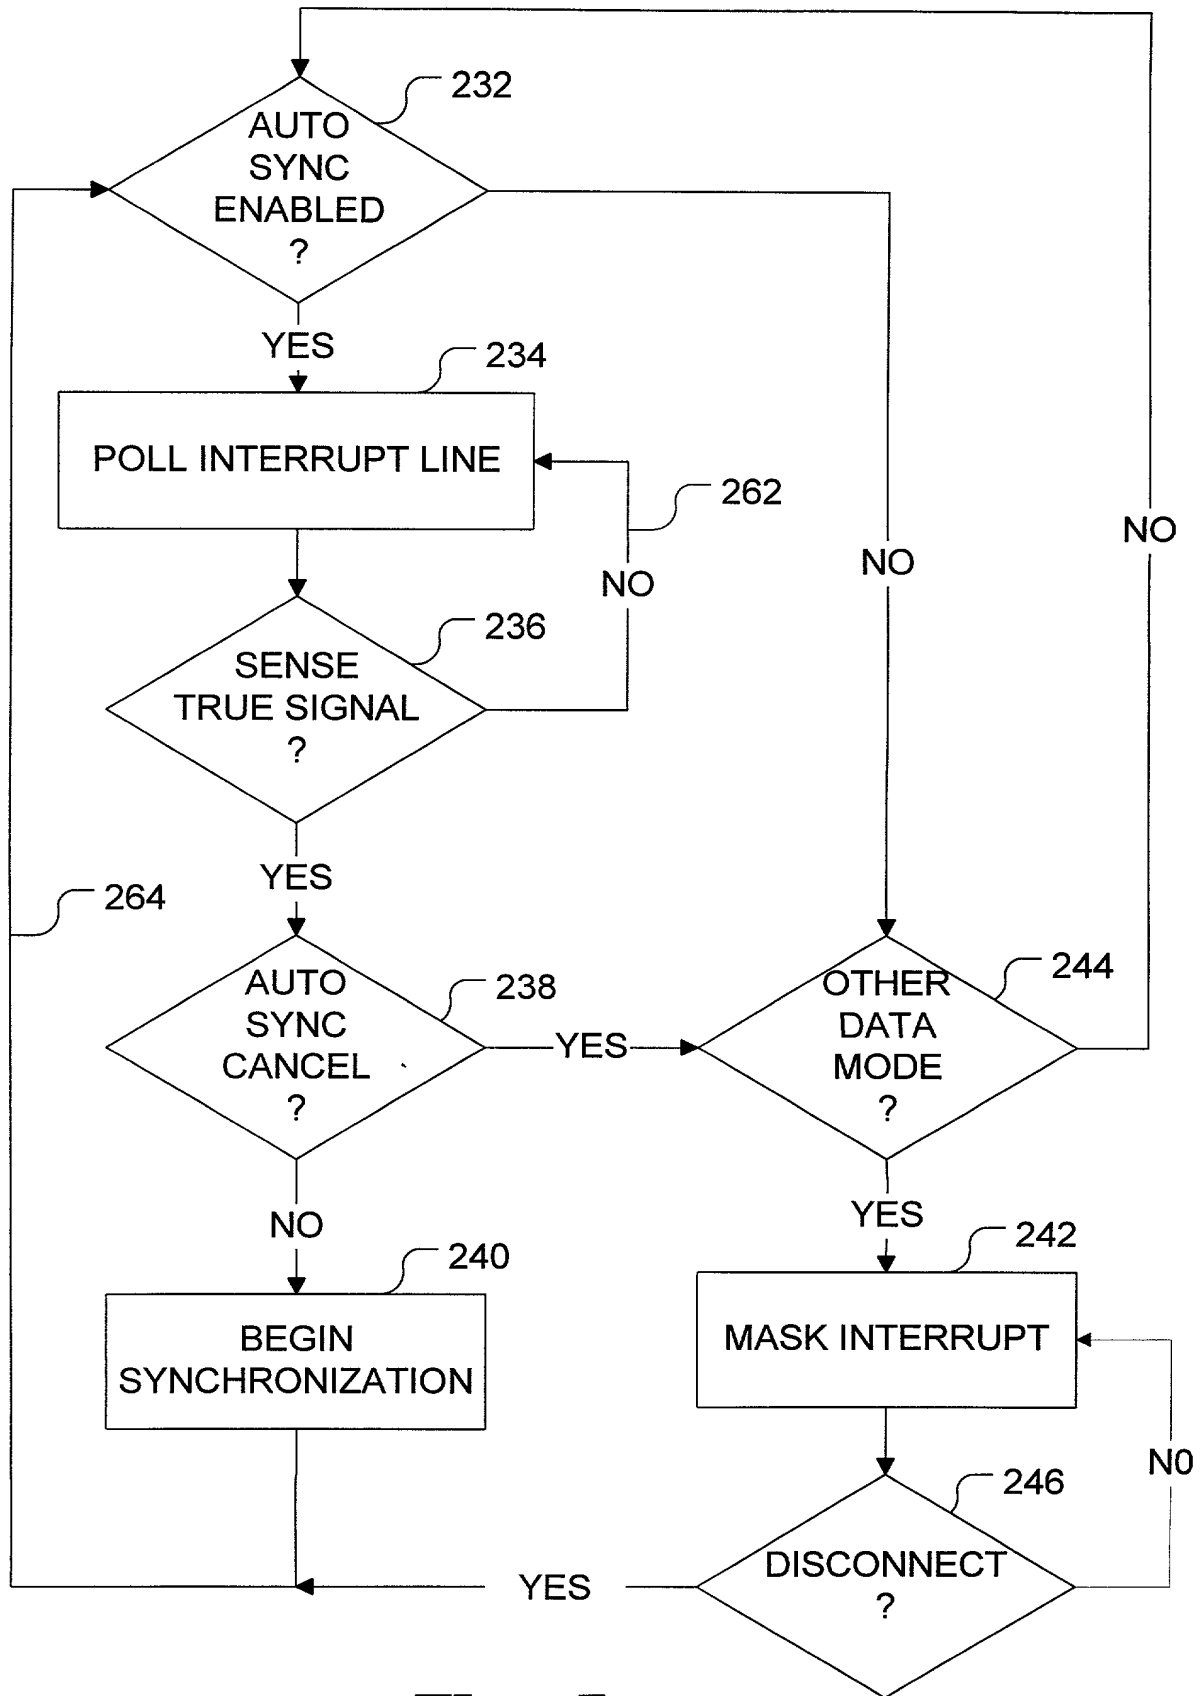 232
AUTO
SYNC
ENABLED
?
YES
234
POLL INTERRUPT LINE
262
NO
NO
NO
236
SENSE
TRUE SIGNAL
?
YES
264
AUTO
SYNC
CANCEL
?
238
YES
244
OTHER
DATA
MODE
?
NO
YES
240
242
BEGIN
SYNCHRONIZATION
MASK INTERRUPT
N0
246
DISCONNECT
?
YES